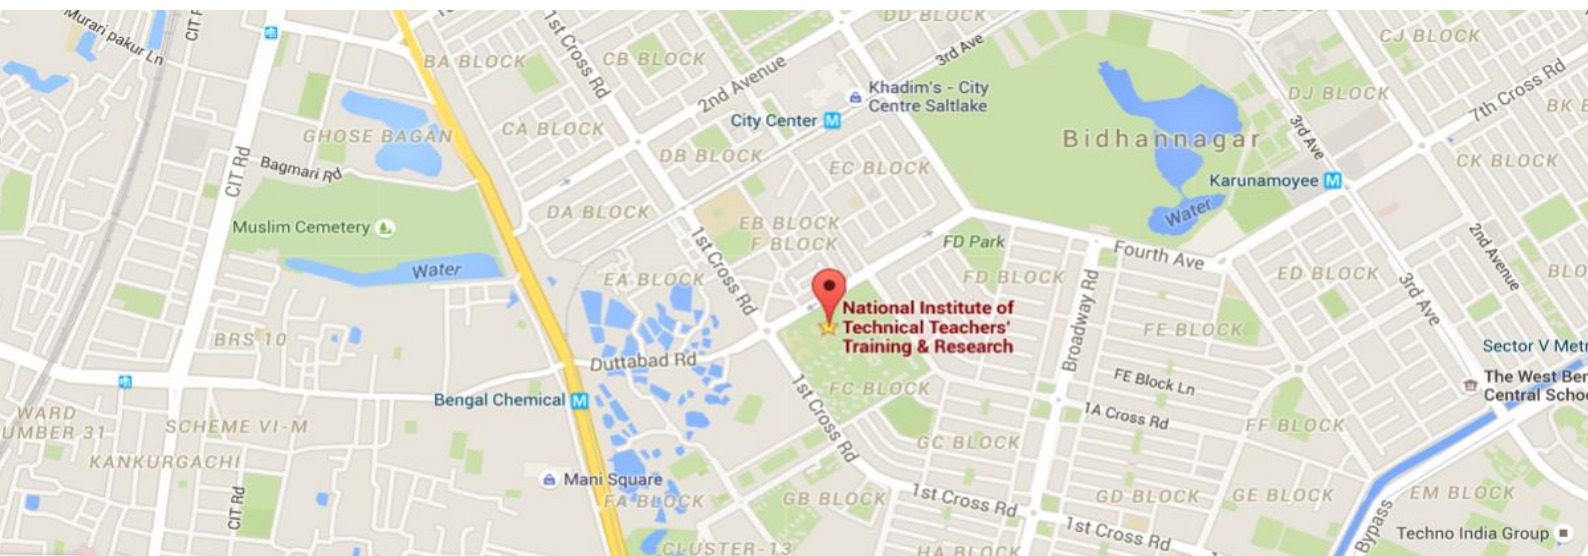 DD BLOCK
CJ BLOCK
Murari pakur Ln
1st Cross Rd
CB BLOCK
3rd Ave
BA BLOCK
2nd Avenue
Khadim's - City
Centre Saltlake
DJ BLOCK
7th Cross Rd
City Center M
CA BLOCK
GHOSE BAGAN
Bidhannagar
3rd Ave
DB BLOCK
CK BLOCK
EC BLOCK
Bagmari Rd
CIT Rd
Karunamoyee M
DA BLOCK
Water
EB BLOCK
F BLOCK
Muslim Cemetery
FD Park
Fourth Ave
2nd Avenue
1st Cross Rd
Water
EA BLOCK
FD BLOCK
ED BLOCK
3rd Ave
National Institute of
Technical Teachers'
Training & Research
Broadway Rd
FE BLOCK
BRS 10
Sector V Metr
Duttabad Rd
FE Block Ln
The West Ben
Central Schoo
FC BLOCK
Bengal Chemical M
1st Cross Rd
1A Cross Rd
WARD
UMBER 31
SCHEME VI-M
FF BLOCK
GC BLOCK
KANKURGACHI
Mani Square
FA BLOCK
GB BLOCK
1st Cross Rd
GD BLOCK
GE BLOCK
EM BLOCK
CIT Rd
1st Cross Rd
Bypass
Techno India Group
CLUSTER-13
HA BLOCK